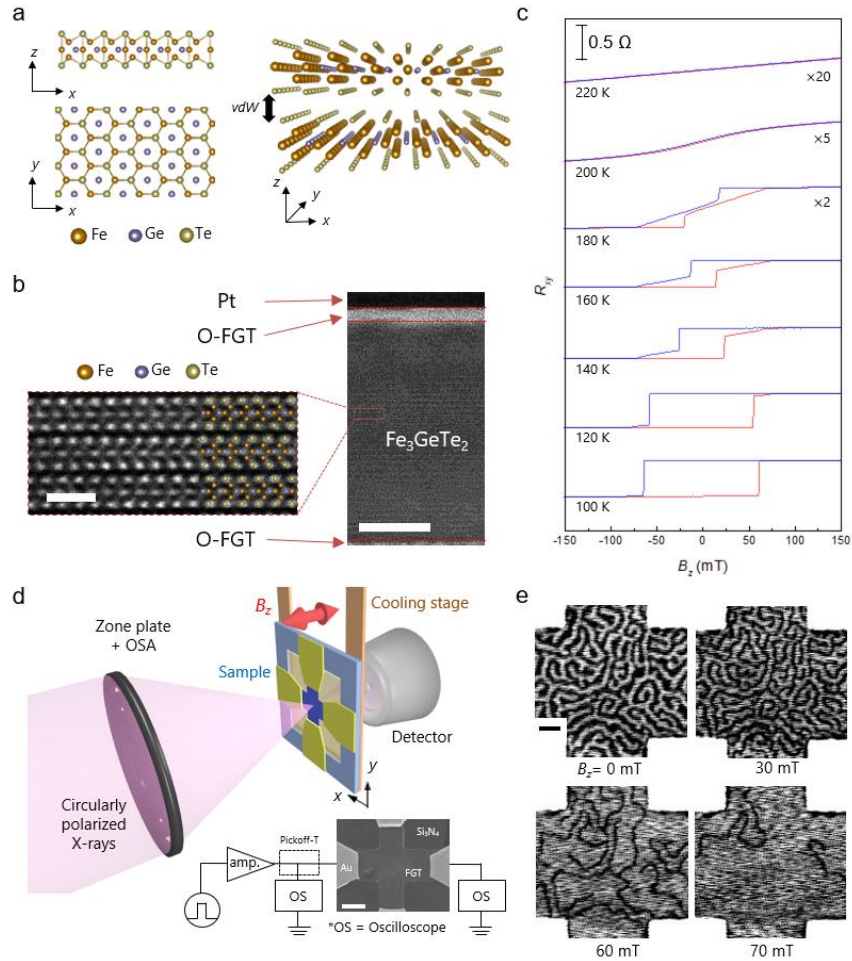 a
z
x
y
x
vdW
z
y
x
Fe Ge Te
b
Pt
O-FGT
Fe Ge Te
Fe₃GeTe₂
O-FGT
c
0.5 Ω
220 K ×20
200 K ×5
180 K ×2
160 K
140 K
120 K
100 K
Rxy
-150 -100 -50 0 50 100 150
Bz (mT)
d
Bz
Cooling stage
Zone plate
+ OSA
Sample
Detector
y
x
Circularly
polarized
X-rays
Pickoff-T
amp.
Si₃N₄
Au
FGT
OS
OS
*OS = Oscilloscope
e
Bz= 0 mT
30 mT
60 mT
70 mT